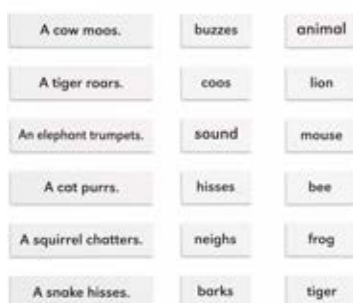 A cow moos. buzzes animal
A tiger roars. coos lion
An elephant trumpets. sound mouse
A cat purrs. hisses bee
A squirrel chatters. neighs frog
A snake hisses. barks tiger